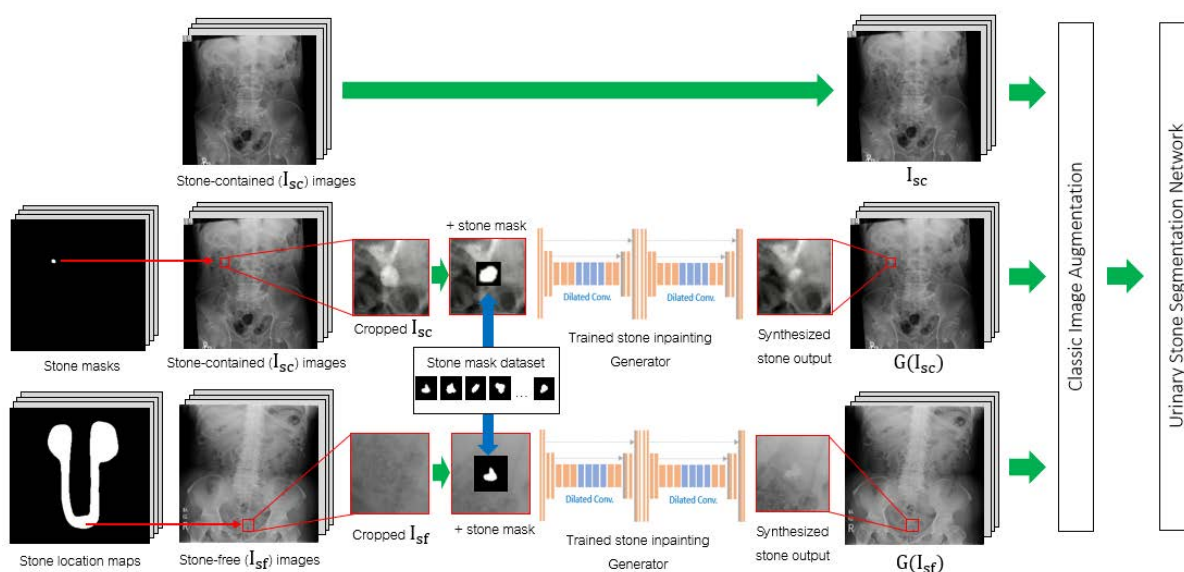 Stone-contained (Isc) images
Isc
Stone masks
Stone-contained (Isc) images
Cropped Isc
+ stone mask
Dilated Conv.
Dilated Conv.
Trained stone inpainting
Generator
Synthesized
stone output
G(Isc)
Stone mask dataset
...
Stone location maps
Stone-free (Isf) images
Cropped Isf
+ stone mask
Dilated Conv.
Dilated Conv.
Trained stone inpainting
Generator
Synthesized
stone output
G(Isf)
Classic Image Augmentation
Urinary Stone Segmentation Network